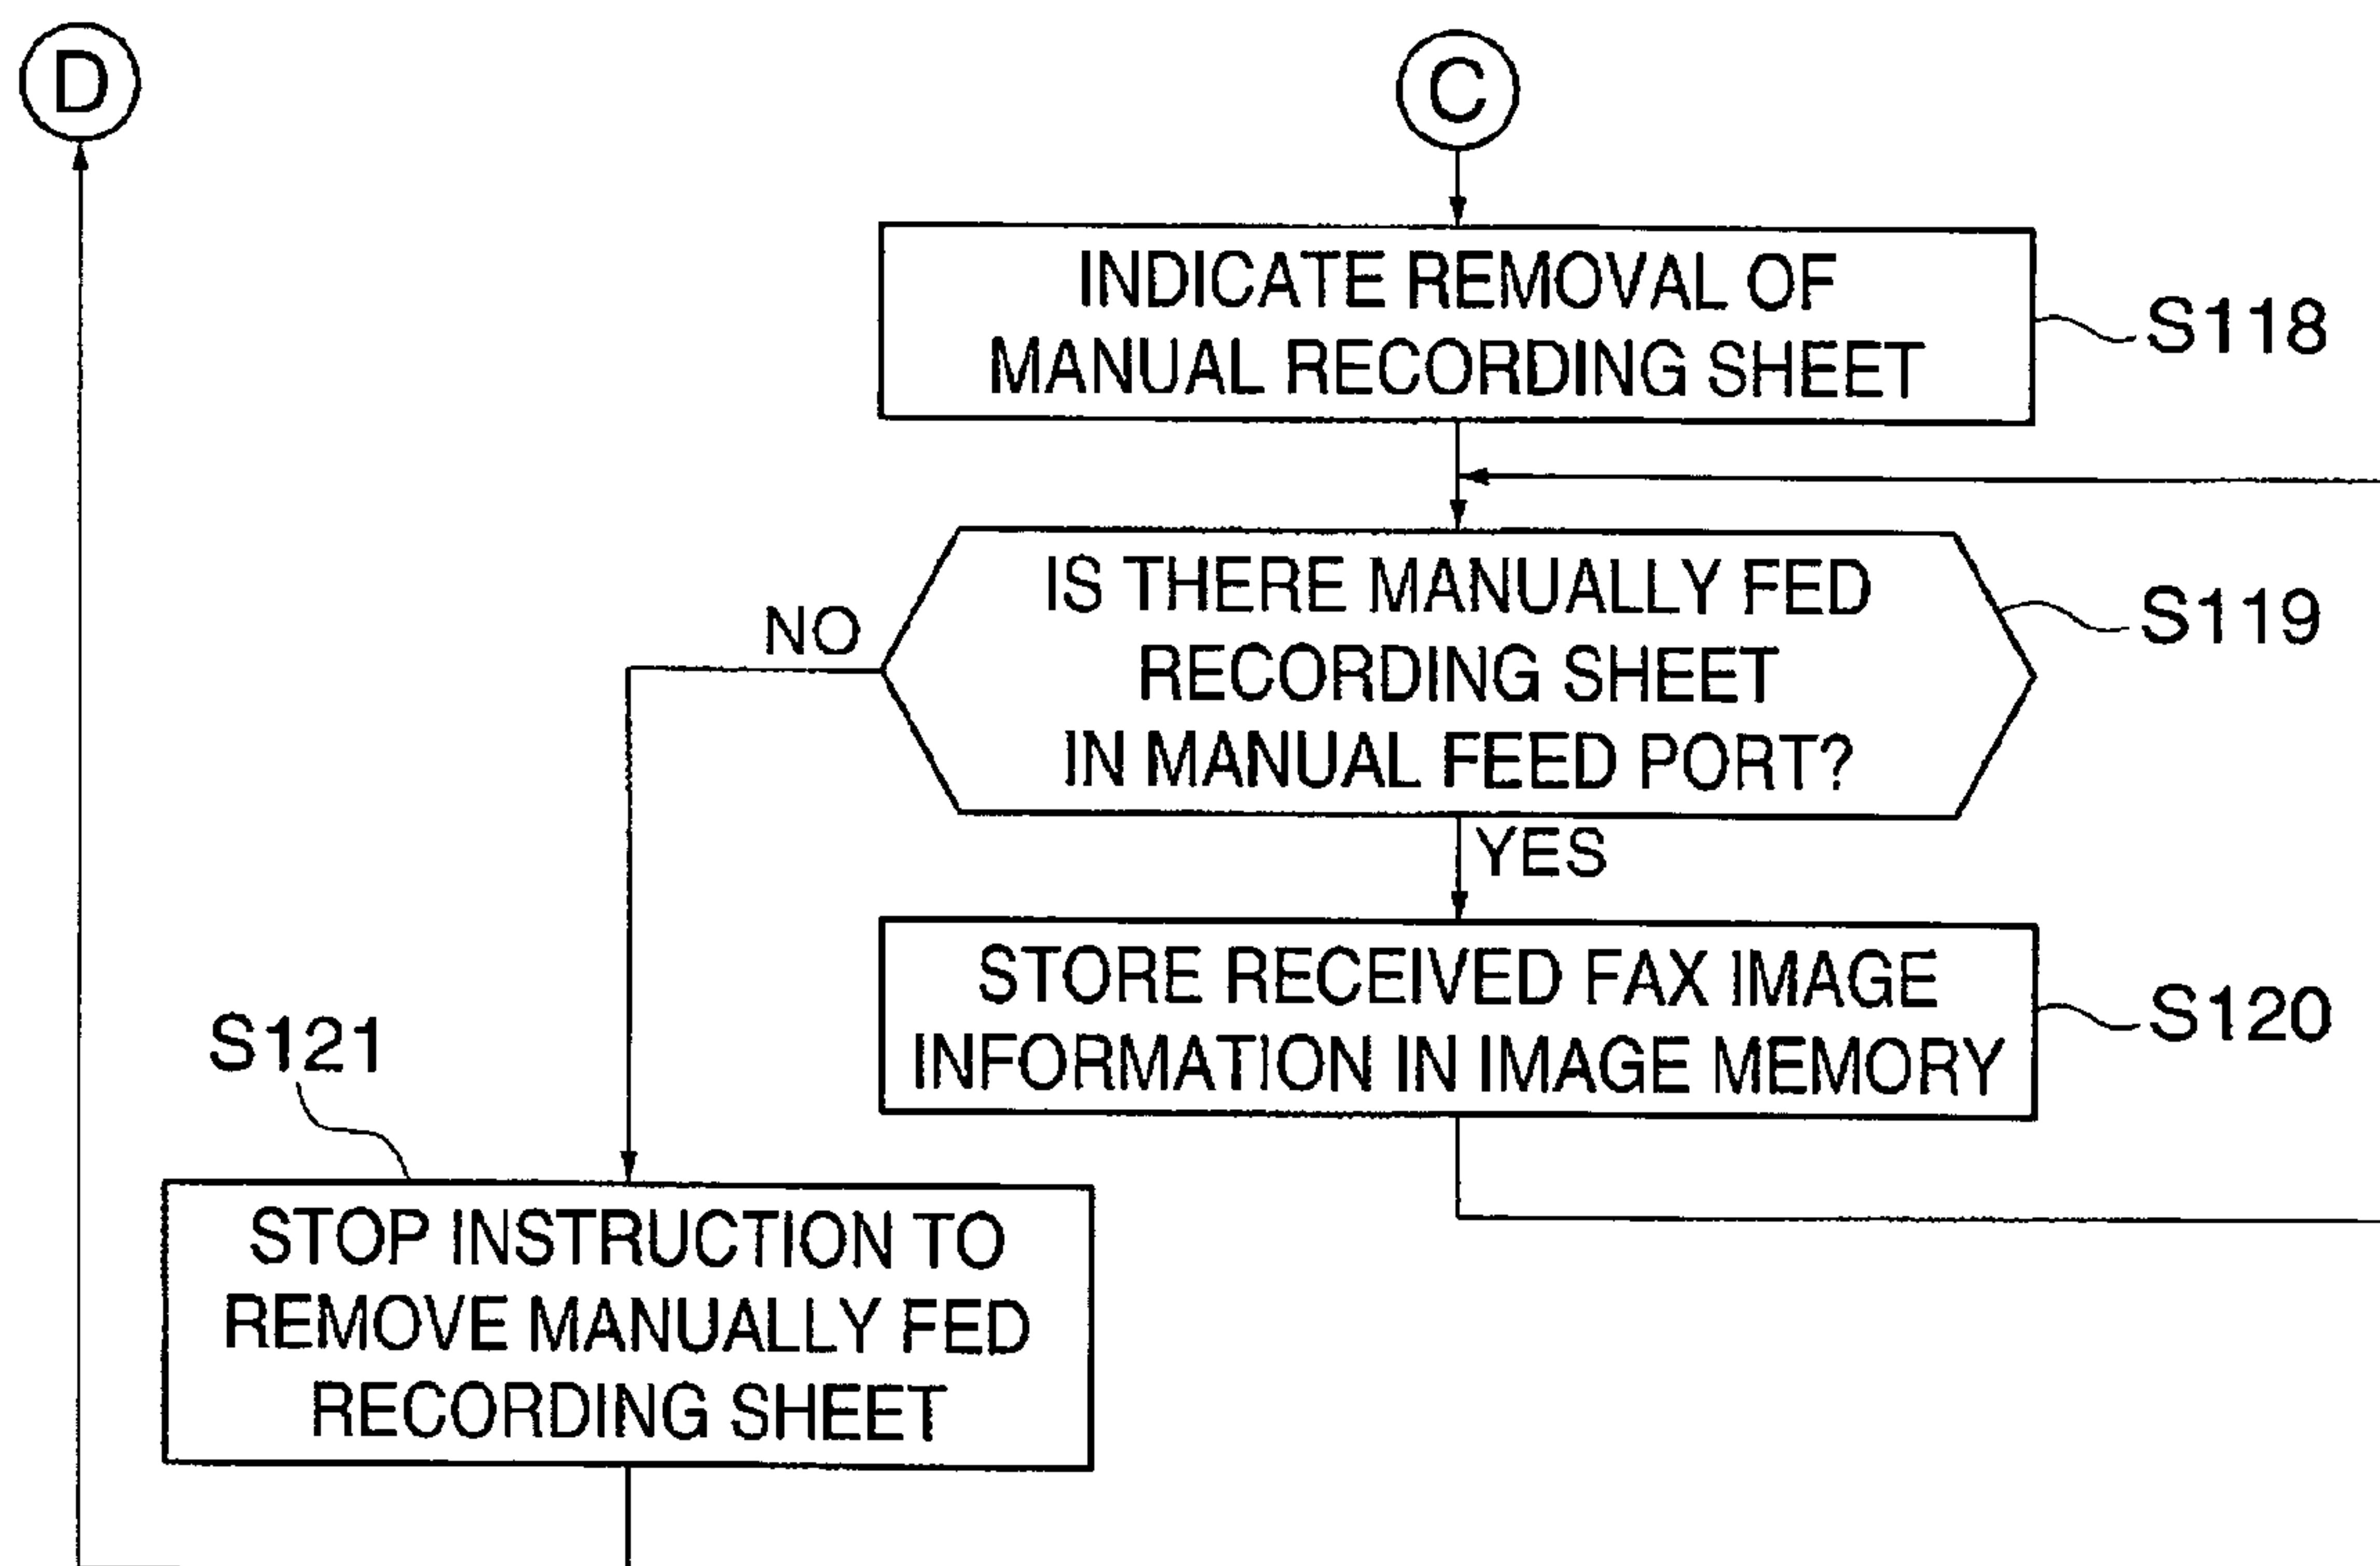 D
C
INDICATE REMOVAL OF
MANUAL RECORDING SHEET
S118
IS THERE MANUALLY FED
RECORDING SHEET
IN MANUAL FEED PORT?
S119
NO
YES
STORE RECEIVED FAX IMAGE
INFORMATION IN IMAGE MEMORY
S120
S121
STOP INSTRUCTION TO
REMOVE MANUALLY FED
RECORDING SHEET